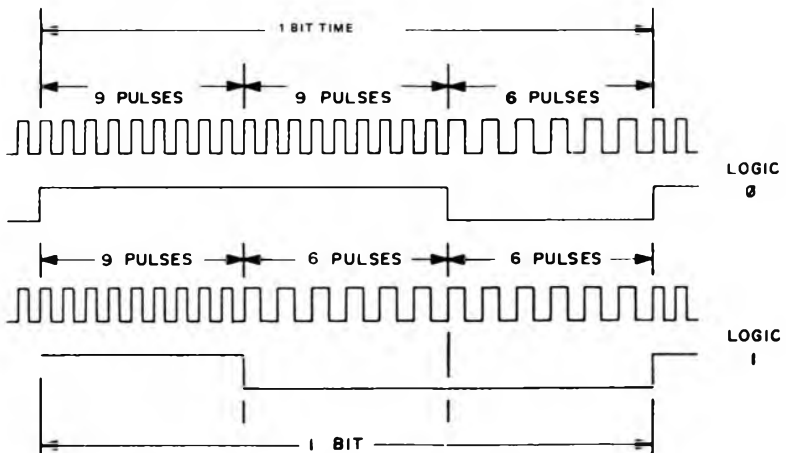 1 BIT TIME
9 PULSES 9 PULSES 6 PULSES
LOGIC
0
9 PULSES 6 PULSES 6 PULSES
LOGIC
1
1 BIT